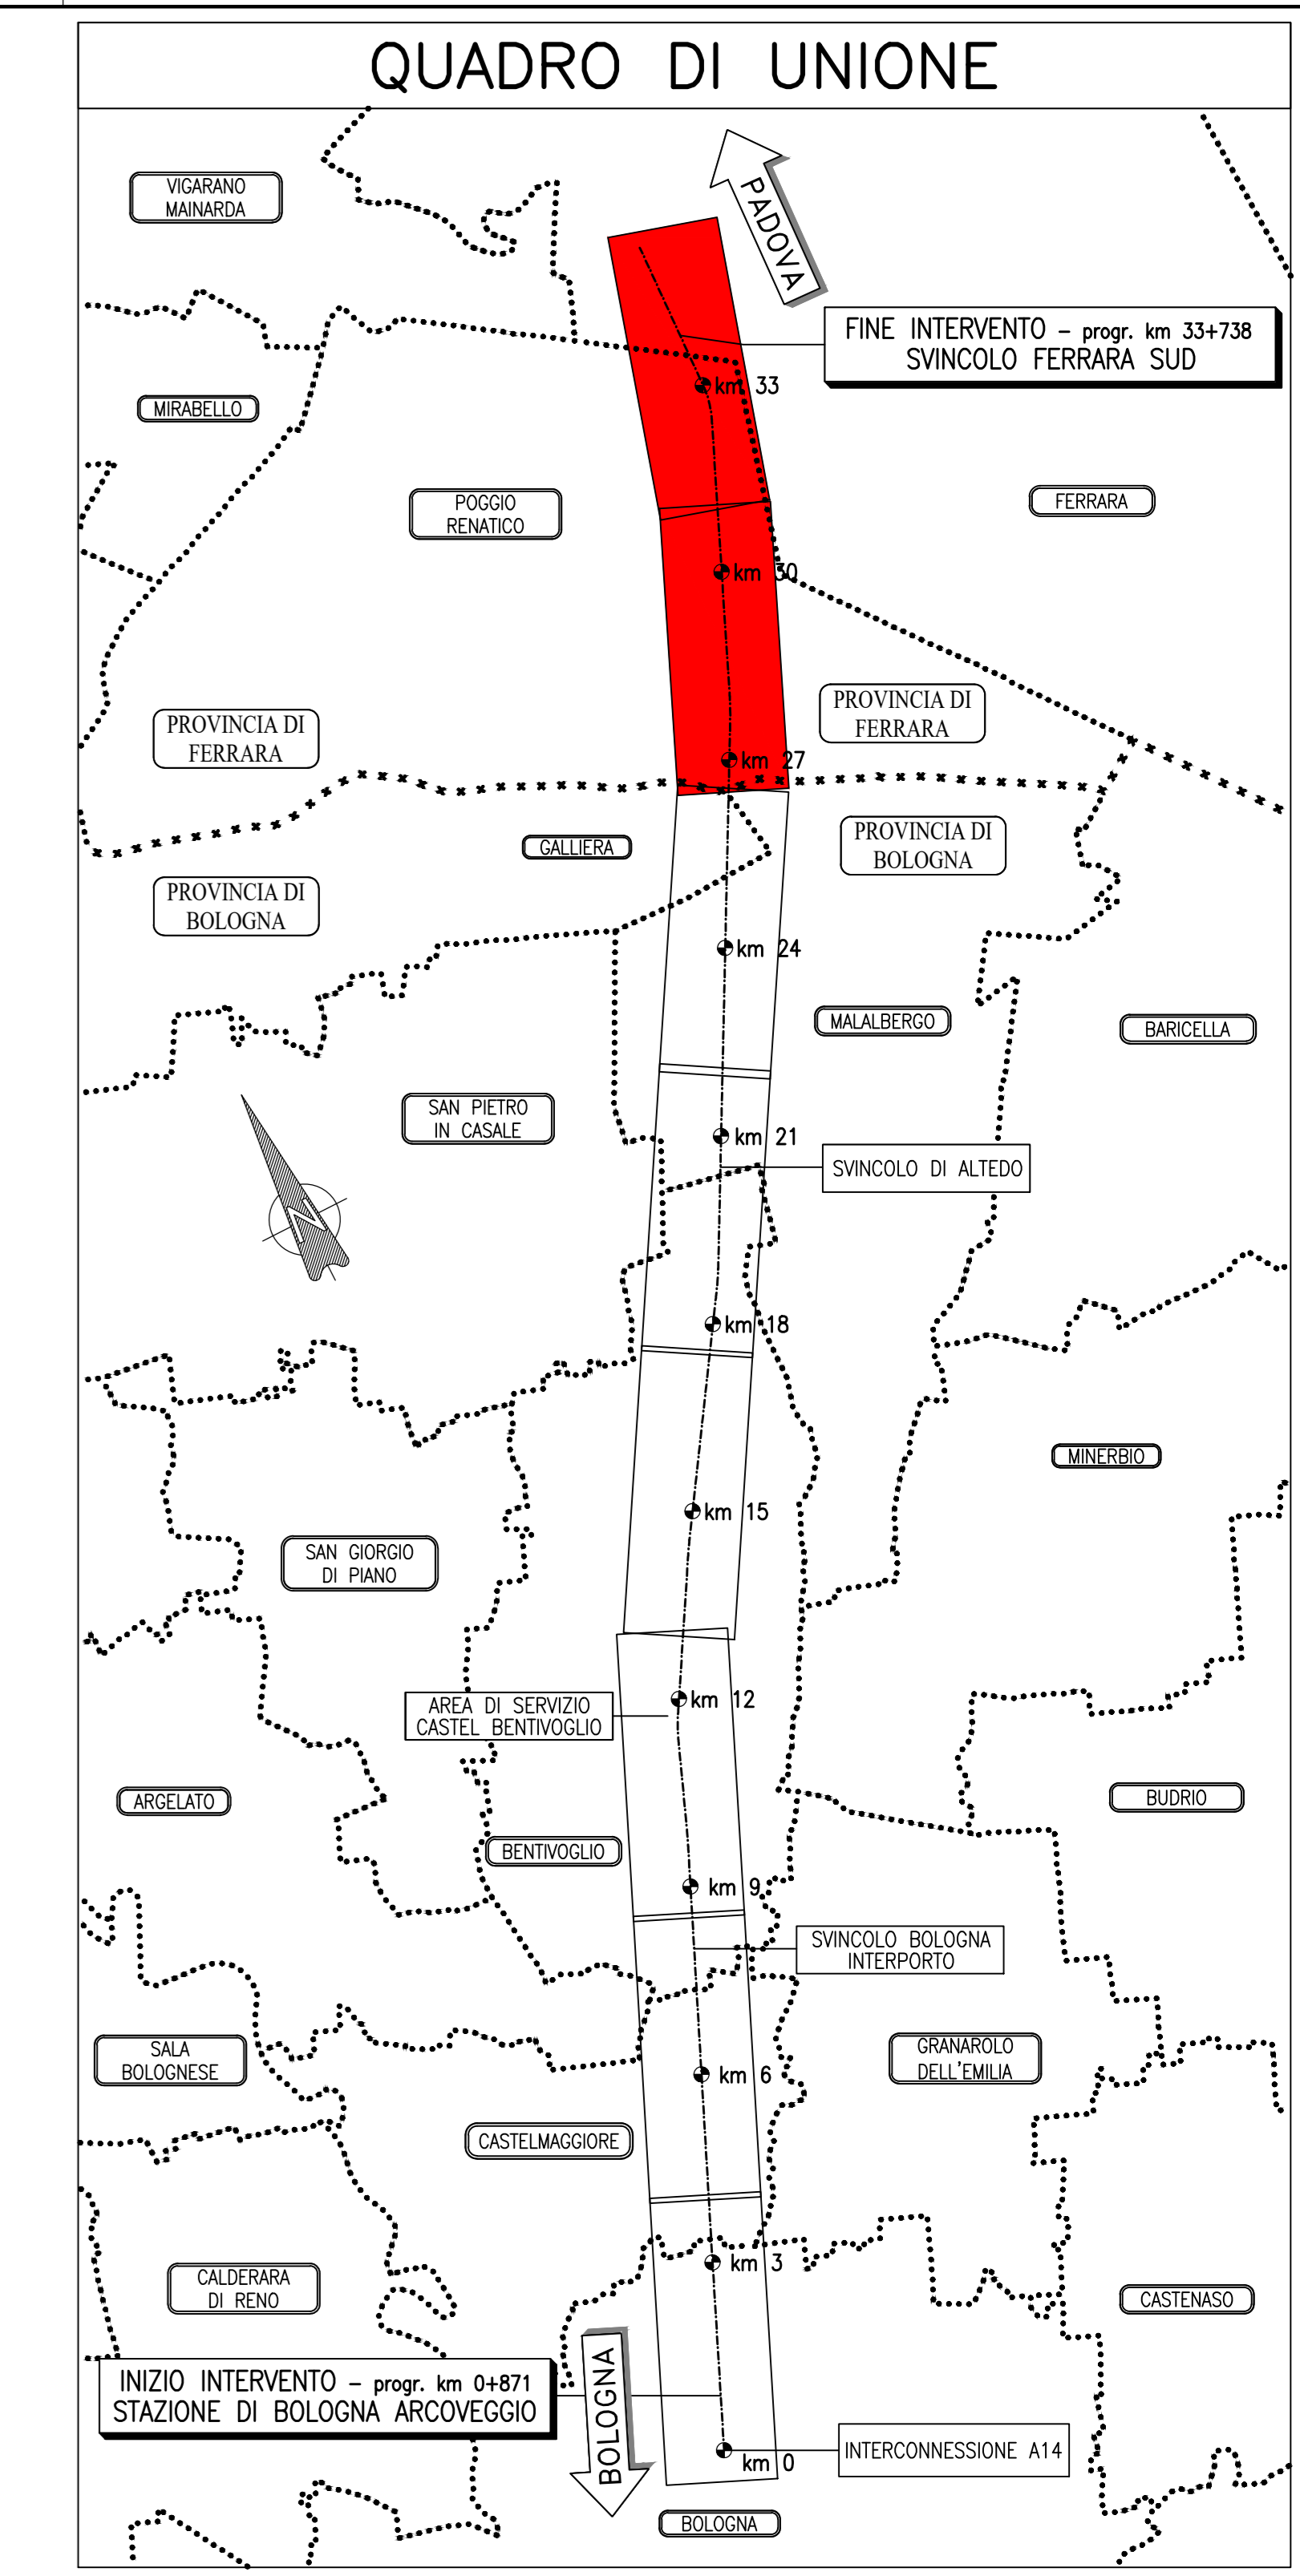 QUADRO DI UNIONE
VIGARANO
MAINARDA
PADOVA
FINE INTERVENTO – progr. km 33+738
SVINCOLO FERRARA SUD
km 33
MIRABELLO
POGGIO
RENATICO
FERRARA
km 30
PROVINCIA DI
FERRARA
PROVINCIA DI
FERRARA
km 27
GALLIERA
PROVINCIA DI
BOLOGNA
PROVINCIA DI
BOLOGNA
km 24
MALALBERGO
BARICELLA
SAN PIETRO
IN CASALE
km 21
SVINCOLO DI ALTEDO
N
km 18
MINERBIO
km 15
SAN GIORGIO
DI PIANO
km 12
AREA DI SERVIZIO
CASTEL BENTIVOGLIO
ARGELATO
BUDRIO
BENTIVOGLIO
km 9
SVINCOLO BOLOGNA
INTERPORTO
SALA
BOLOGNESE
GRANAROLO
DELL'EMILIA
km 6
CASTELMAGGIORE
km 3
CALDERARA
DI RENO
CASTENASO
INIZIO INTERVENTO – progr. km 0+871
STAZIONE DI BOLOGNA ARCOVEGGIO
BOLOGNA
km 0
INTERCONNESSIONE A14
BOLOGNA